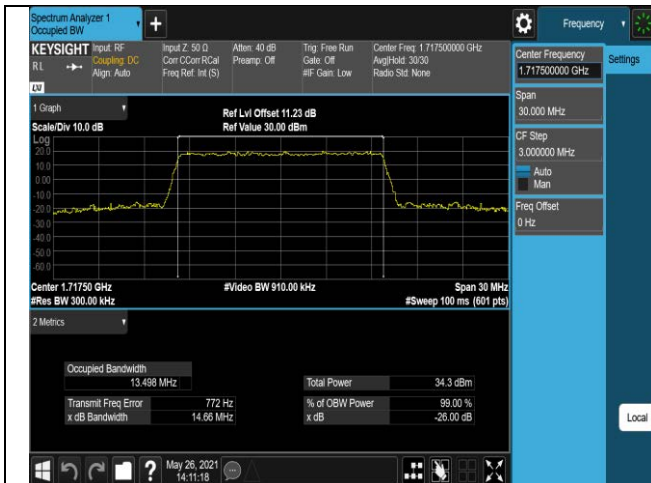 Spectrum Analyzer 1
Occupied BW
Frequency
KEYSIGHT
Input: RF
Coupling: DC
Align: Auto
RL
LXI
Input Z: 50 Ω
Corr CCorr RCal
Freq Ref: Int (S)
Atten: 40 dB
Preamp: Off
Trig: Free Run
Gate: Off
#IF Gain: Low
Center Freq: 1.717500000 GHz
Avg|Hold: 30/30
Radio Std: None
Center Frequency
1.717500000 GHz
Settings
Span
30.000 MHz
CF Step
3.000000 MHz
Auto
Man
Freq Offset
0 Hz
1 Graph
Scale/Div 10.0 dB
Ref Lvl Offset 11.23 dB
Ref Value 30.00 dBm
Log
20.0
10.0
0.00
-10.0
-20.0
-30.0
-40.0
-50.0
-60.0
Center 1.71750 GHz
#Video BW 910.00 kHz
Span 30 MHz
#Res BW 300.00 kHz
#Sweep 100 ms (601 pts)
2 Metrics
Occupied Bandwidth
13.498 MHz
Total Power 34.3 dBm
Transmit Freq Error 772 Hz
% of OBW Power 99.00 %
x dB Bandwidth 14.66 MHz
x dB -26.00 dB
Local
?
May 26, 2021
14:11:18